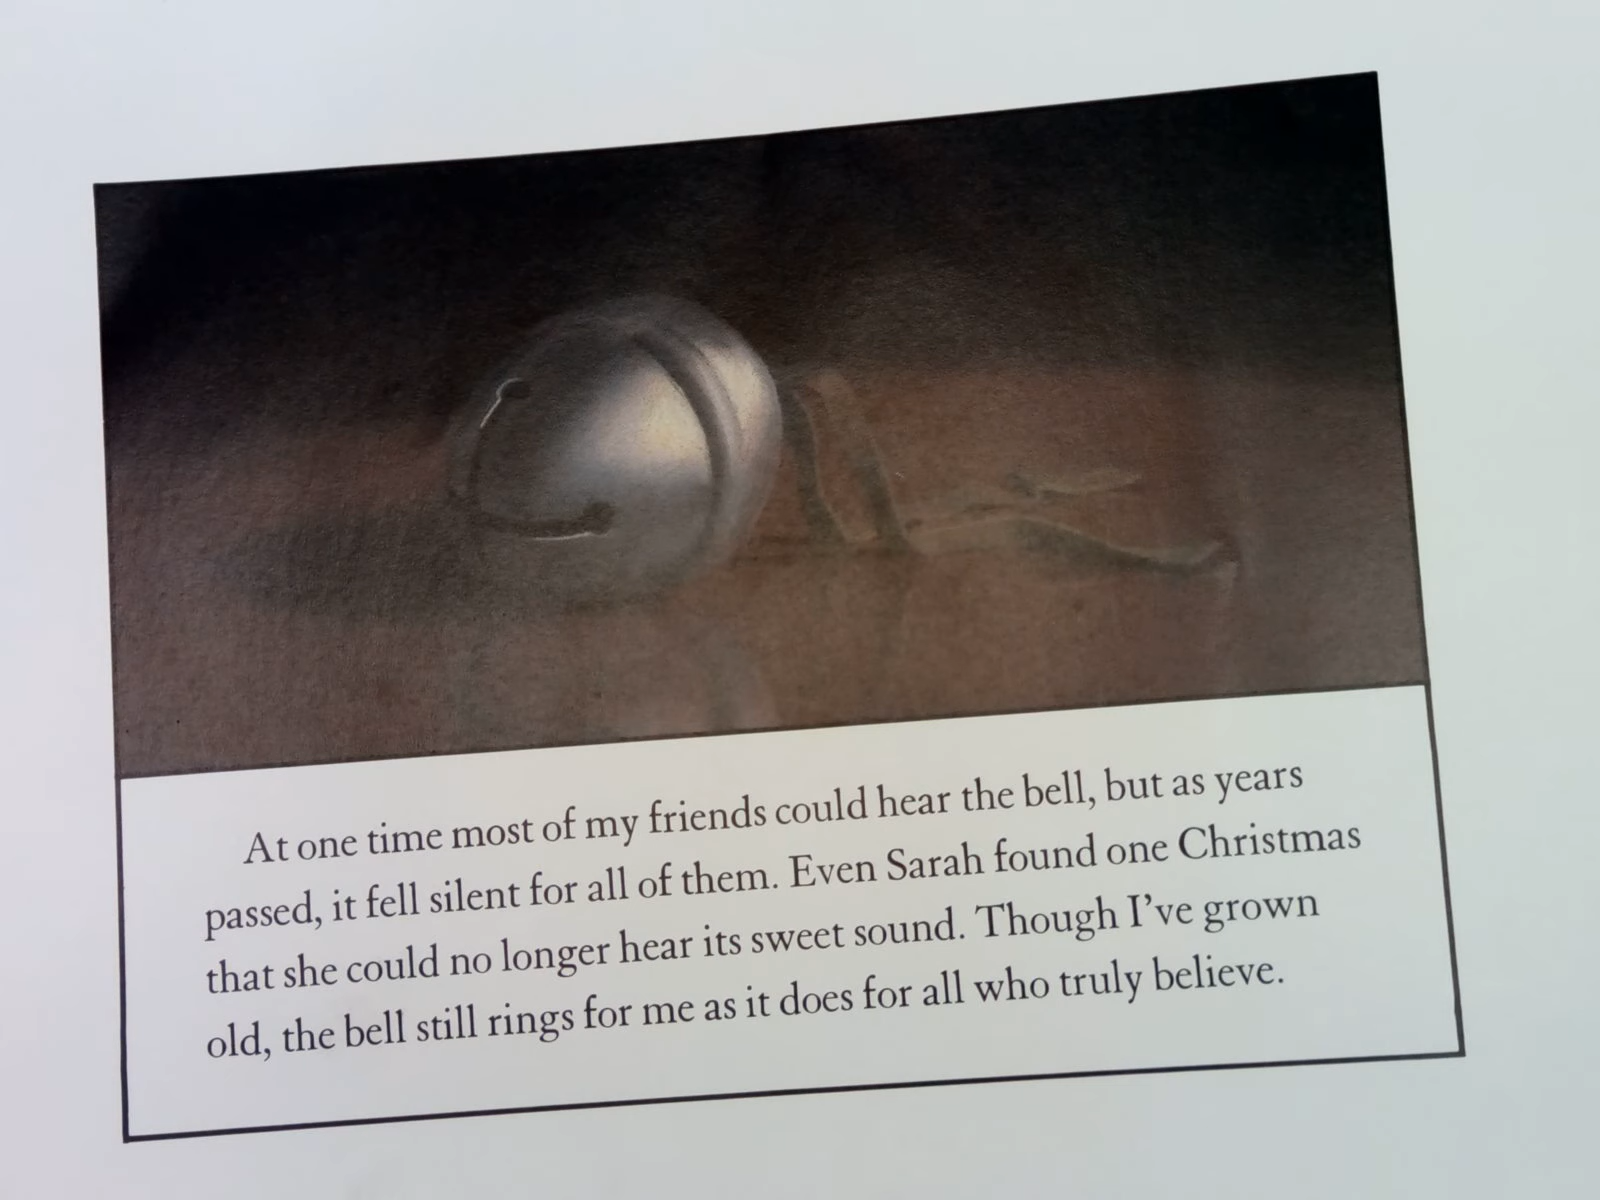 At one time most of my friends could hear the bell, but as years
passed, it fell silent for all of them. Even Sarah found one Christmas
that she could no longer hear its sweet sound. Though I've grown
old, the bell still rings for me as it does for all who truly believe.